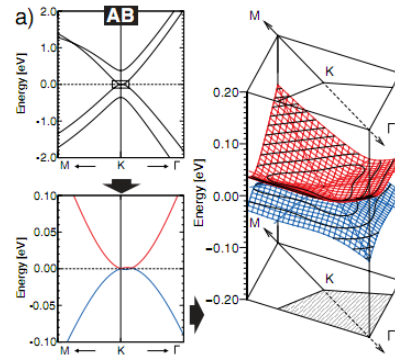 a)
AB
Energy [eV]
2.0
1.0
0.0
-1.0
-2.0
M ← K → Γ
Energy [eV]
0.10
0.05
0.00
-0.05
-0.10
M ← K → Γ
M
K
Γ
Energy [eV]
0.20
0.10
0.00
-0.10
-0.20
M
K
Γ